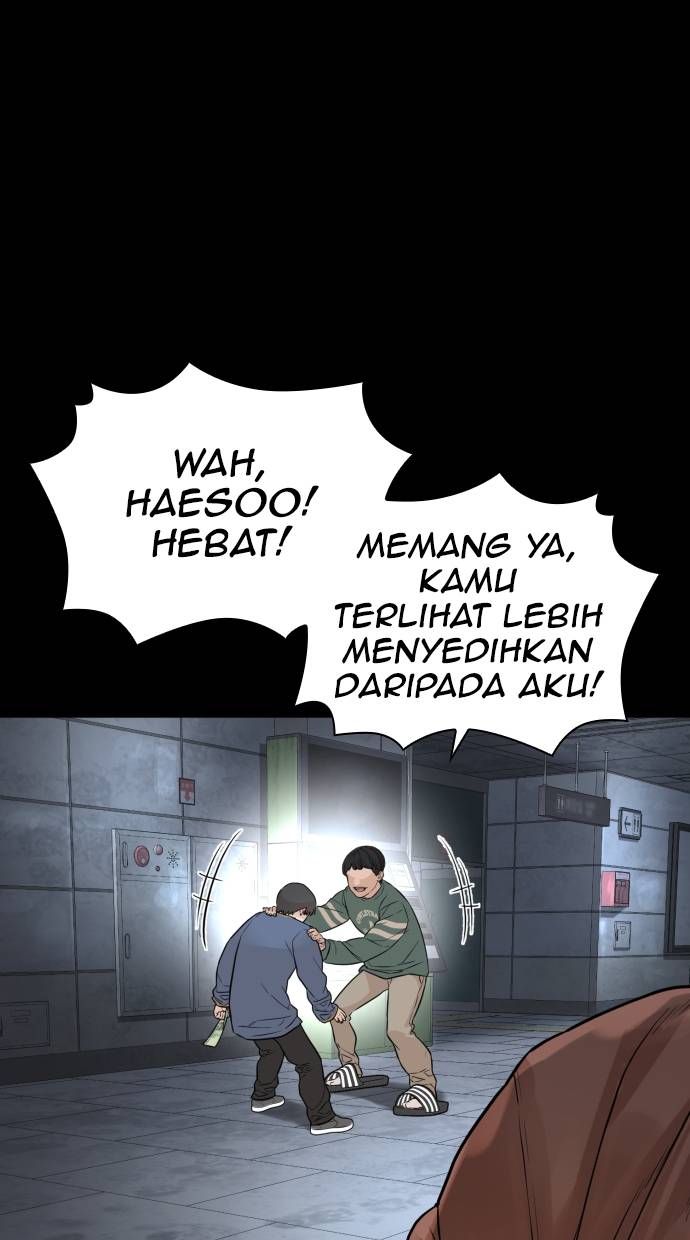 WAH,
HAESOO!
HEBAT!
MEMANG YA,
KAMU
TERLIHAT LEBIH
MENYEDIHKAN
DARIPADA AKU!